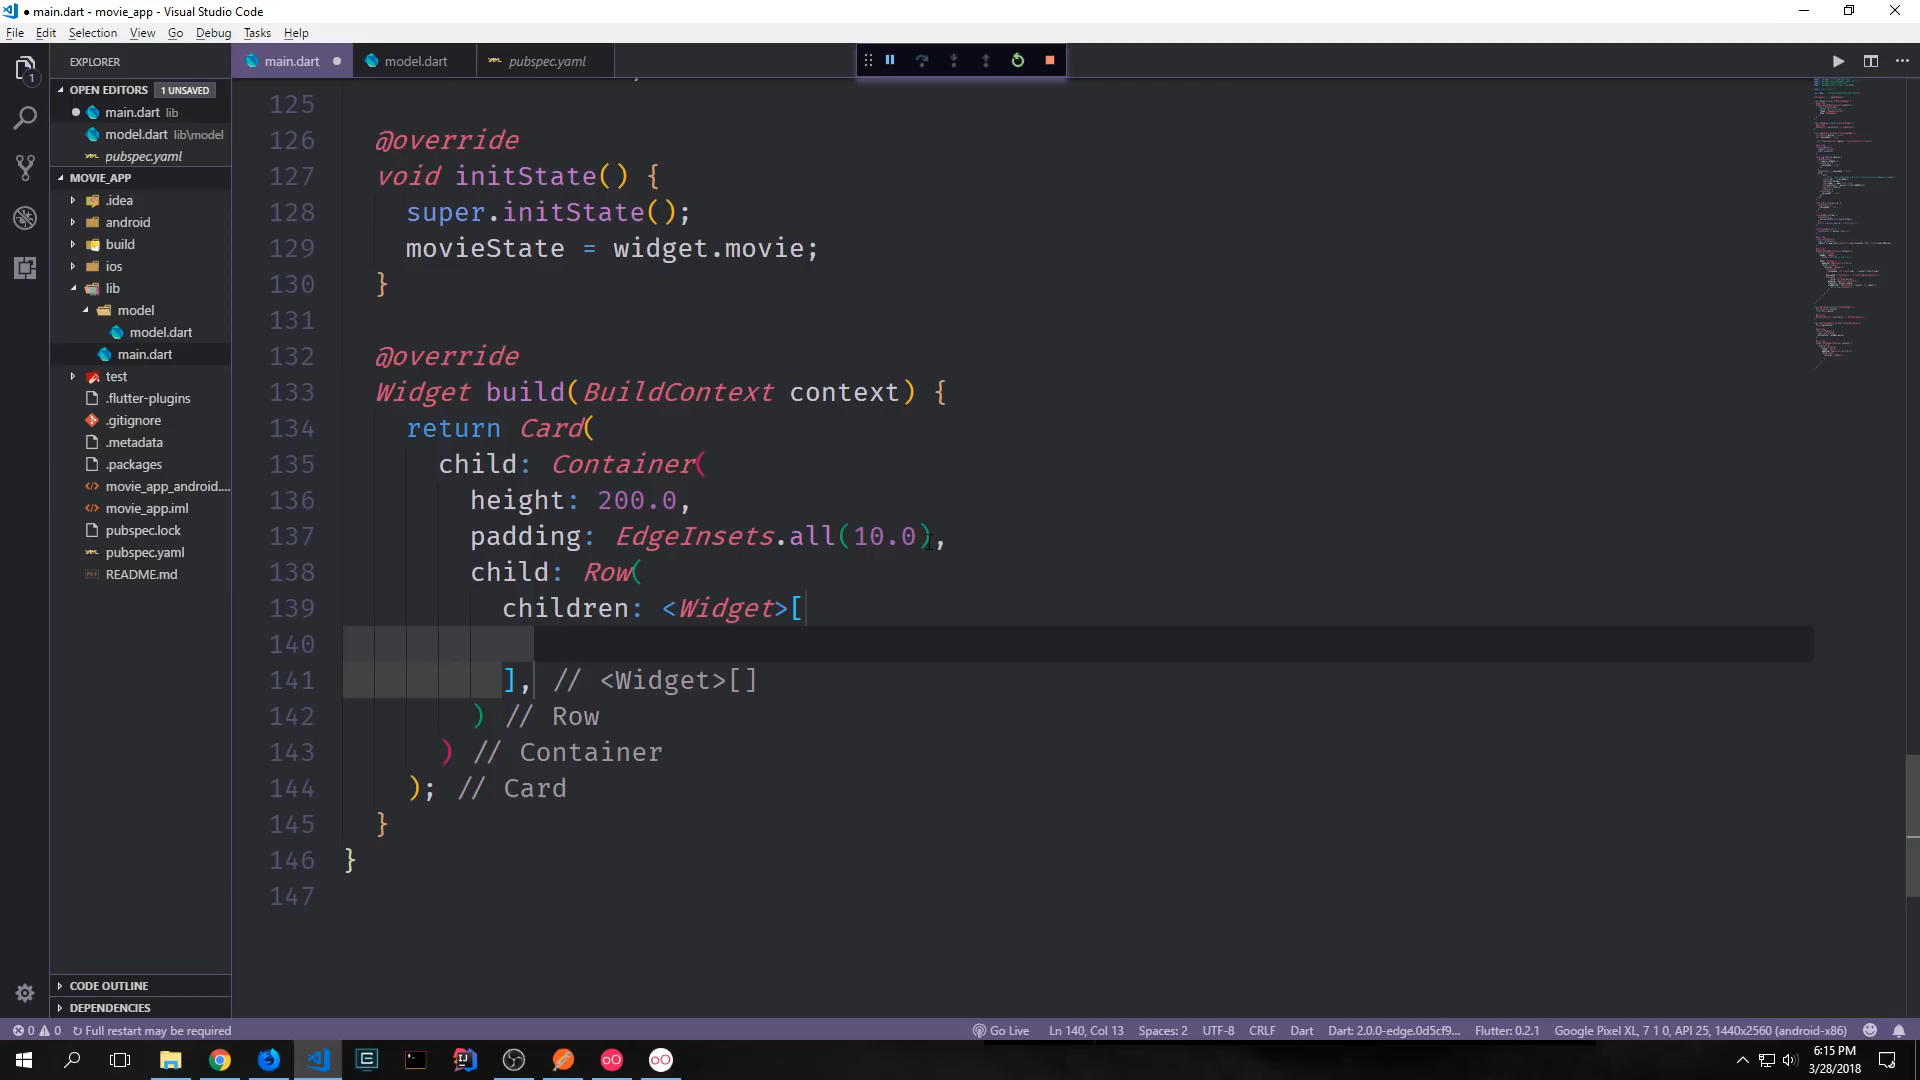 ● main.dart - movie_app - Visual Studio Code
File Edit Selection View Go Debug Tasks Help
EXPLORER
main.dart ●
model.dart
pubspec.yaml
OPEN EDITORS 1 UNSAVED
● main.dart lib
model.dart lib\model
pubspec.yaml
MOVIE_APP
.idea
android
build
ios
lib
model
model.dart
main.dart
test
.flutter-plugins
.gitignore
.metadata
.packages
movie_app_android....
movie_app.iml
pubspec.lock
pubspec.yaml
README.md
CODE OUTLINE
DEPENDENCIES
1
125
126 @override
127 void initState() {
128 super.initState();
129 movieState = widget.movie;
130 }
131
132 @override
133 Widget build(BuildContext context) {
134 return Card(
135 child: Container(
136 height: 200.0,
137 padding: EdgeInsets.all(10.0),
138 child: Row(
139 children: <Widget>[
140
141 ], // <Widget>[]
142 ) // Row
143 ) // Container
144 ); // Card
145 }
146 }
147
0 0 Full restart may be required Go Live Ln 140, Col 13 Spaces: 2 UTF-8 CRLF Dart Dart: 2.0.0-edge.0d5cf9... Flutter: 0.2.1 Google Pixel XL, 7 1 0, API 25, 1440x2560 (android-x86)
6:15 PM
3/28/2018